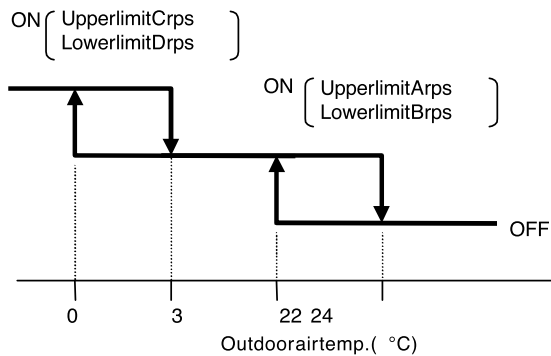 ON UpperlimitCrps
LowerlimitDrps
ON UpperlimitArps
LowerlimitBrps
OFF
0 3 22 24
Outdoorairtemp.( °C)